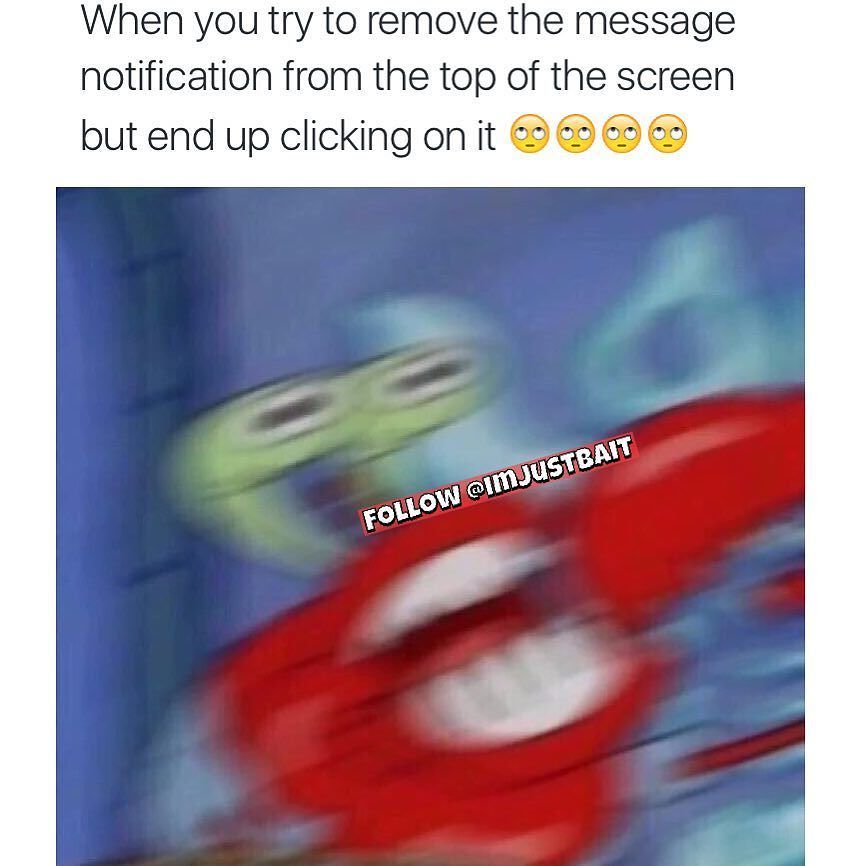 When you try to remove the message
notification from the top of the screen
but end up clicking on it 🙄🙄🙄🙄
FOLLOW @IMJUSTBAIT